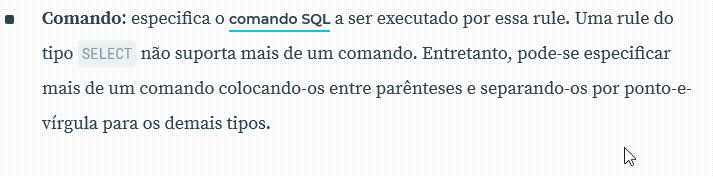 Comando: especifica o comando SQL a ser executado por essa rule. Uma rule do
tipo SELECT não suporta mais de um comando. Entretanto, pode-se especificar
mais de um comando colocando-os entre parênteses e separando-os por ponto-e-
vírgula para os demais tipos.